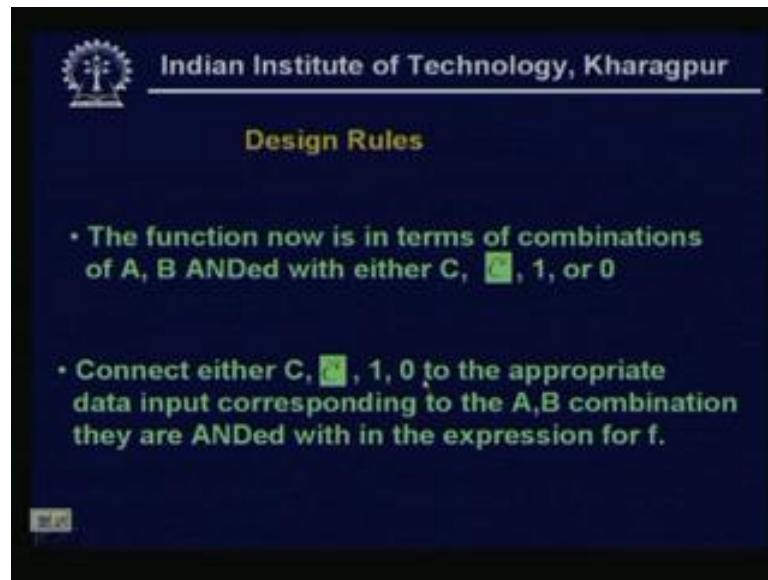 Indian Institute of Technology, Kharagpur
Design Rules
• The function now is in terms of combinations
of A, B ANDed with either C, C̅, 1, or 0
• Connect either C, C̅, 1, 0 to the appropriate
data input corresponding to the A,B combination
they are ANDed with in the expression for f.